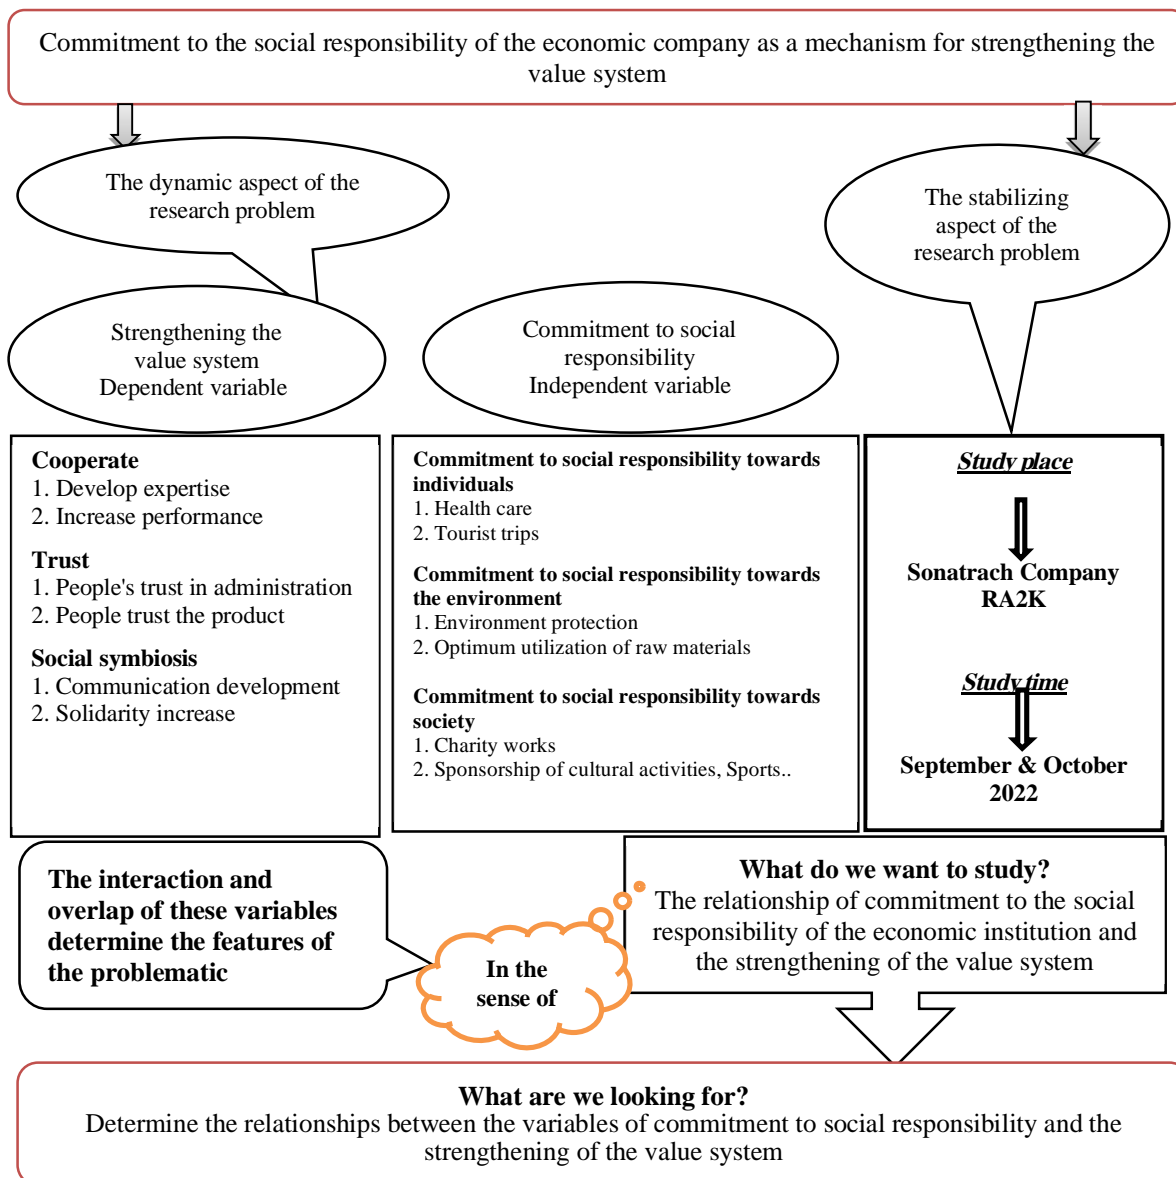 Commitment to the social responsibility of the economic company as a mechanism for strengthening the
value system
The dynamic aspect of the
research problem
The stabilizing
aspect of the
research problem
Strengthening the
value system
Dependent variable
Commitment to social
responsibility
Independent variable
Cooperate
1. Develop expertise
2. Increase performance
Trust
1. People's trust in administration
2. People trust the product
Social symbiosis
1. Communication development
2. Solidarity increase
Commitment to social responsibility towards
individuals
1. Health care
2. Tourist trips
Commitment to social responsibility towards
the environment
1. Environment protection
2. Optimum utilization of raw materials
Commitment to social responsibility towards
society
1. Charity works
2. Sponsorship of cultural activities, Sports..
Study place
Sonatrach Company
RA2K
Study time
September & October
2022
The interaction and
overlap of these variables
determine the features of
the problematic
In the
sense of
What do we want to study?
The relationship of commitment to the social
responsibility of the economic institution and
the strengthening of the value system
What are we looking for?
Determine the relationships between the variables of commitment to social responsibility and the
strengthening of the value system